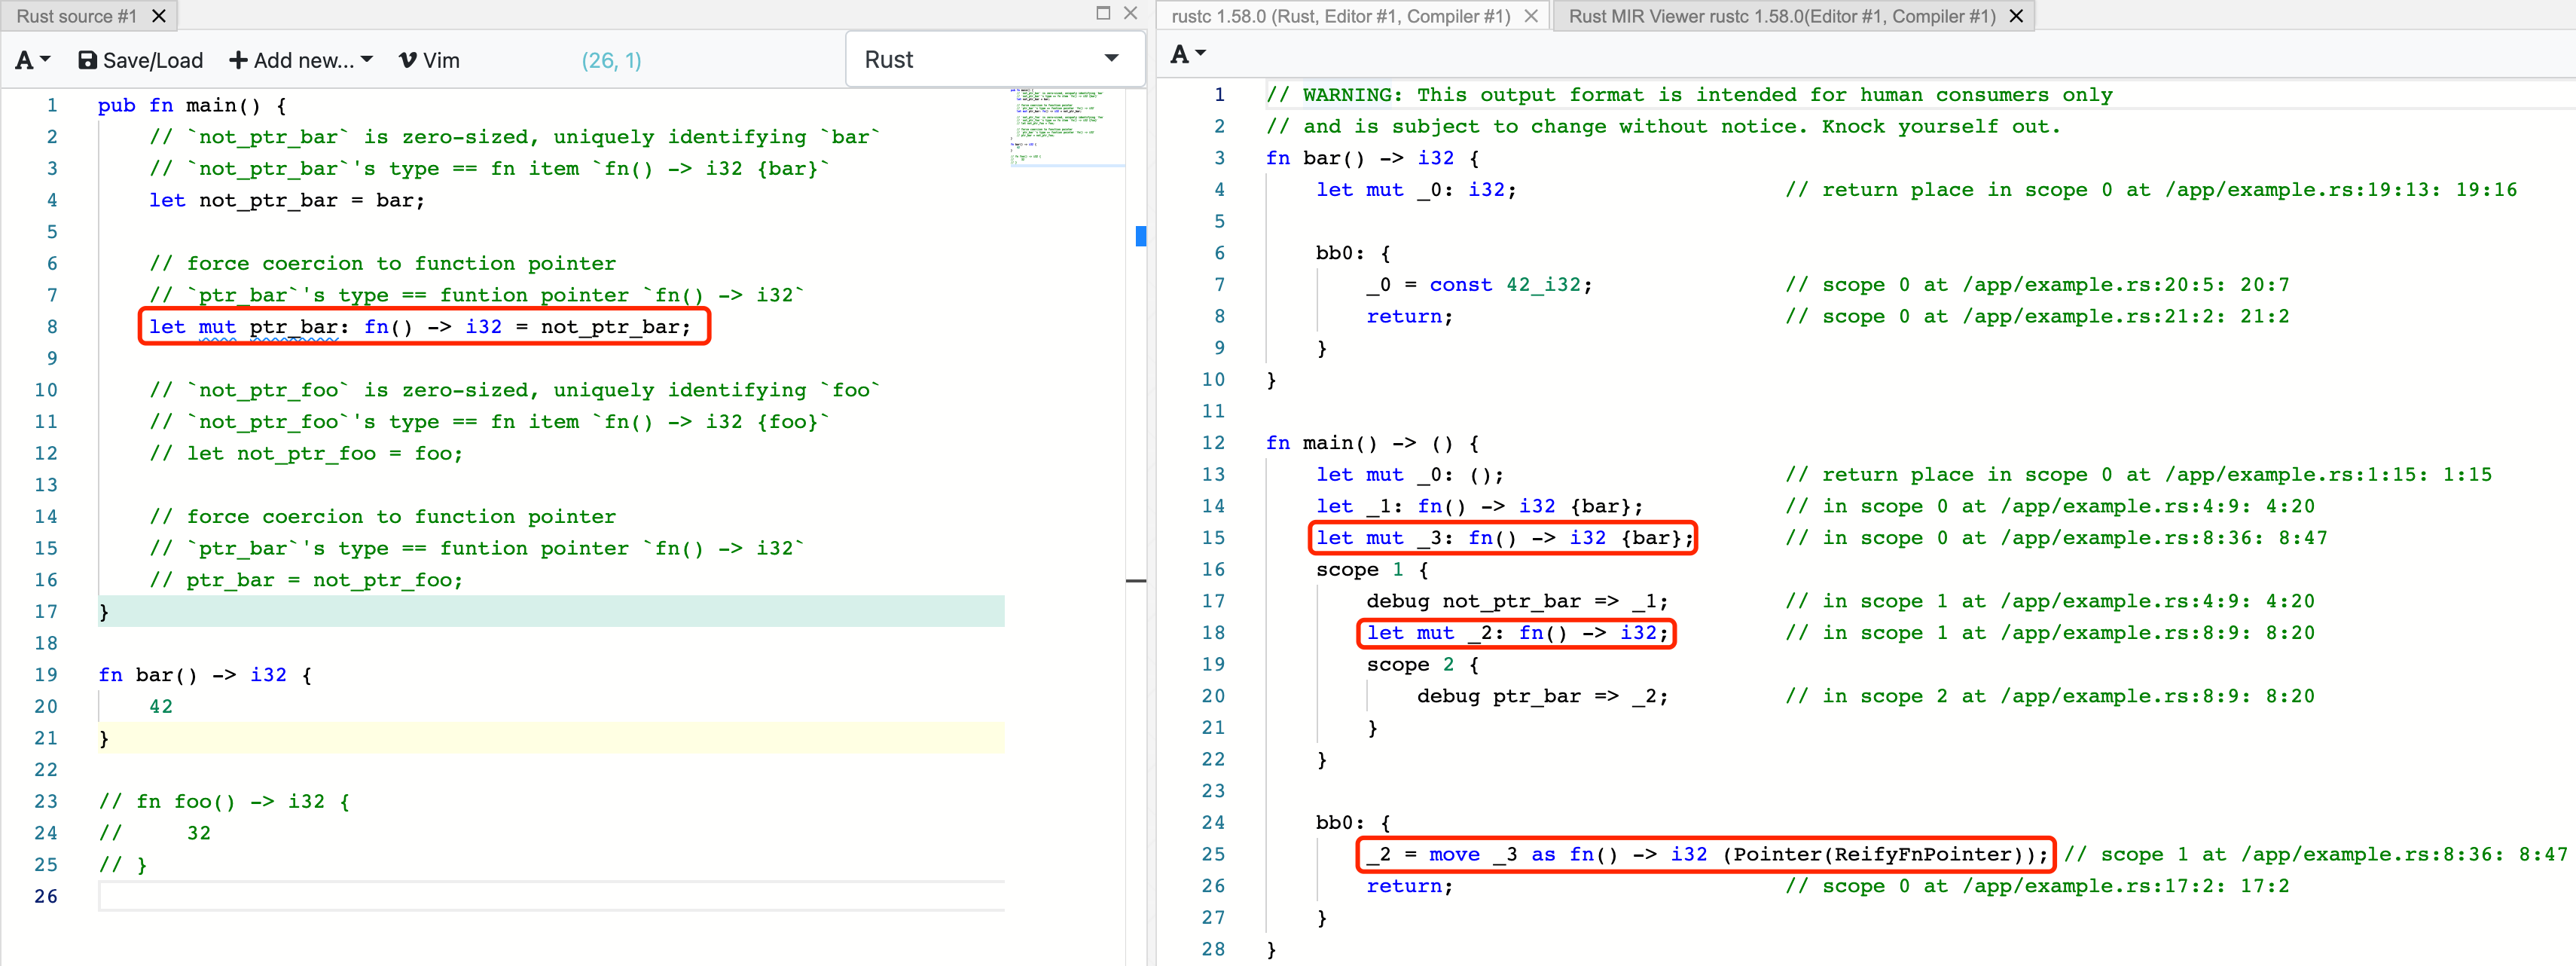 Rust source #1
A Save/Load Add new... Vim (26, 1) Rust
1 pub fn main() {
2 // `not_ptr_bar` is zero-sized, uniquely identifying `bar`
3 // `not_ptr_bar`'s type == fn item `fn() -> i32 {bar}`
4 let not_ptr_bar = bar;
5
6 // force coercion to function pointer
7 // `ptr_bar`'s type == funtion pointer `fn() -> i32`
8 let mut ptr_bar: fn() -> i32 = not_ptr_bar;
9
10 // `not_ptr_foo` is zero-sized, uniquely identifying `foo`
11 // `not_ptr_foo`'s type == fn item `fn() -> i32 {foo}`
12 // let not_ptr_foo = foo;
13
14 // force coercion to function pointer
15 // `ptr_bar`'s type == funtion pointer `fn() -> i32`
16 // ptr_bar = not_ptr_foo;
17 }
18
19 fn bar() -> i32 {
20 42
21 }
22
23 // fn foo() -> i32 {
24 //     32
25 // }
26
rustc 1.58.0 (Rust, Editor #1, Compiler #1) Rust MIR Viewer rustc 1.58.0(Editor #1, Compiler #1)
A
1 // WARNING: This output format is intended for human consumers only
2 // and is subject to change without notice. Knock yourself out.
3 fn bar() -> i32 {
4 let mut _0: i32; // return place in scope 0 at /app/example.rs:19:13: 19:16
5
6 bb0: {
7 _0 = const 42_i32; // scope 0 at /app/example.rs:20:5: 20:7
8 return; // scope 0 at /app/example.rs:21:2: 21:2
9 }
10 }
11
12 fn main() -> () {
13 let mut _0: (); // return place in scope 0 at /app/example.rs:1:15: 1:15
14 let _1: fn() -> i32 {bar}; // in scope 0 at /app/example.rs:4:9: 4:20
15 let mut _3: fn() -> i32 {bar}; // in scope 0 at /app/example.rs:8:36: 8:47
16 scope 1 {
17 debug not_ptr_bar => _1; // in scope 1 at /app/example.rs:4:9: 4:20
18 let mut _2: fn() -> i32; // in scope 1 at /app/example.rs:8:9: 8:20
19 scope 2 {
20 debug ptr_bar => _2; // in scope 2 at /app/example.rs:8:9: 8:20
21 }
22 }
23
24 bb0: {
25 _2 = move _3 as fn() -> i32 (Pointer(ReifyFnPointer)); // scope 1 at /app/example.rs:8:36: 8:47
26 return; // scope 0 at /app/example.rs:17:2: 17:2
27 }
28 }